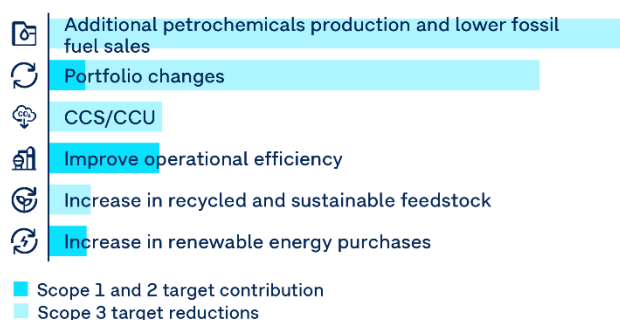 Additional petrochemicals production and lower fossil
fuel sales
Portfolio changes
CO₂
CCS/CCU
Improve operational efficiency
Increase in recycled and sustainable feedstock
Increase in renewable energy purchases
Scope 1 and 2 target contribution
Scope 3 target reductions